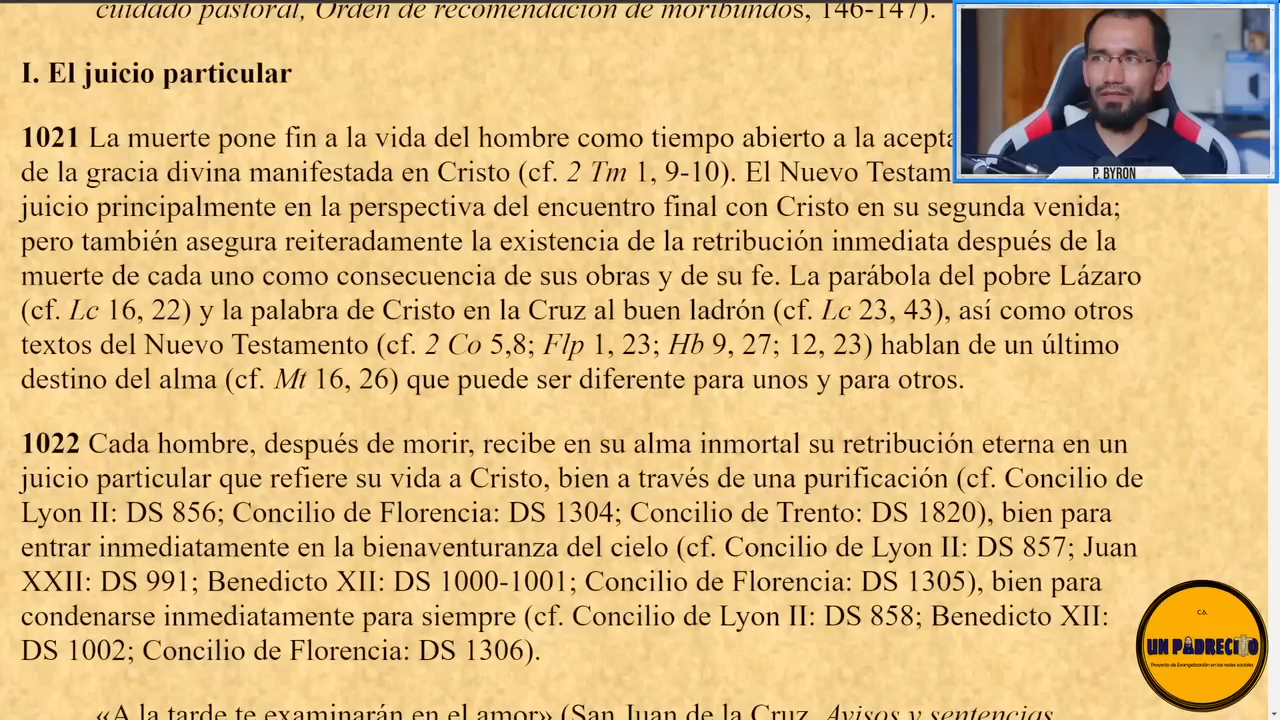 cuidado pastoral, Orden de recomendación de moribundos, 146-147).
I. El juicio particular
1021 La muerte pone fin a la vida del hombre como tiempo abierto a la acepta
de la gracia divina manifestada en Cristo (cf. 2 Tm 1, 9-10). El Nuevo Testam
juicio principalmente en la perspectiva del encuentro final con Cristo en su segunda venida;
pero también asegura reiteradamente la existencia de la retribución inmediata después de la
muerte de cada uno como consecuencia de sus obras y de su fe. La parábola del pobre Lázaro
(cf. Lc 16, 22) y la palabra de Cristo en la Cruz al buen ladrón (cf. Lc 23, 43), así como otros
textos del Nuevo Testamento (cf. 2 Co 5,8; Flp 1, 23; Hb 9, 27; 12, 23) hablan de un último
destino del alma (cf. Mt 16, 26) que puede ser diferente para unos y para otros.
1022 Cada hombre, después de morir, recibe en su alma inmortal su retribución eterna en un
juicio particular que refiere su vida a Cristo, bien a través de una purificación (cf. Concilio de
Lyon II: DS 856; Concilio de Florencia: DS 1304; Concilio de Trento: DS 1820), bien para
entrar inmediatamente en la bienaventuranza del cielo (cf. Concilio de Lyon II: DS 857; Juan
XXII: DS 991; Benedicto XII: DS 1000-1001; Concilio de Florencia: DS 1305), bien para
condenarse inmediatamente para siempre (cf. Concilio de Lyon II: DS 858; Benedicto XII:
DS 1002; Concilio de Florencia: DS 1306).
«A la tarde te examinarán en el amor» (San Juan de la Cruz, Avisos y sentencias
P. BYRON
UN PADRECITO
Proyecto de Evangelización en las redes sociales